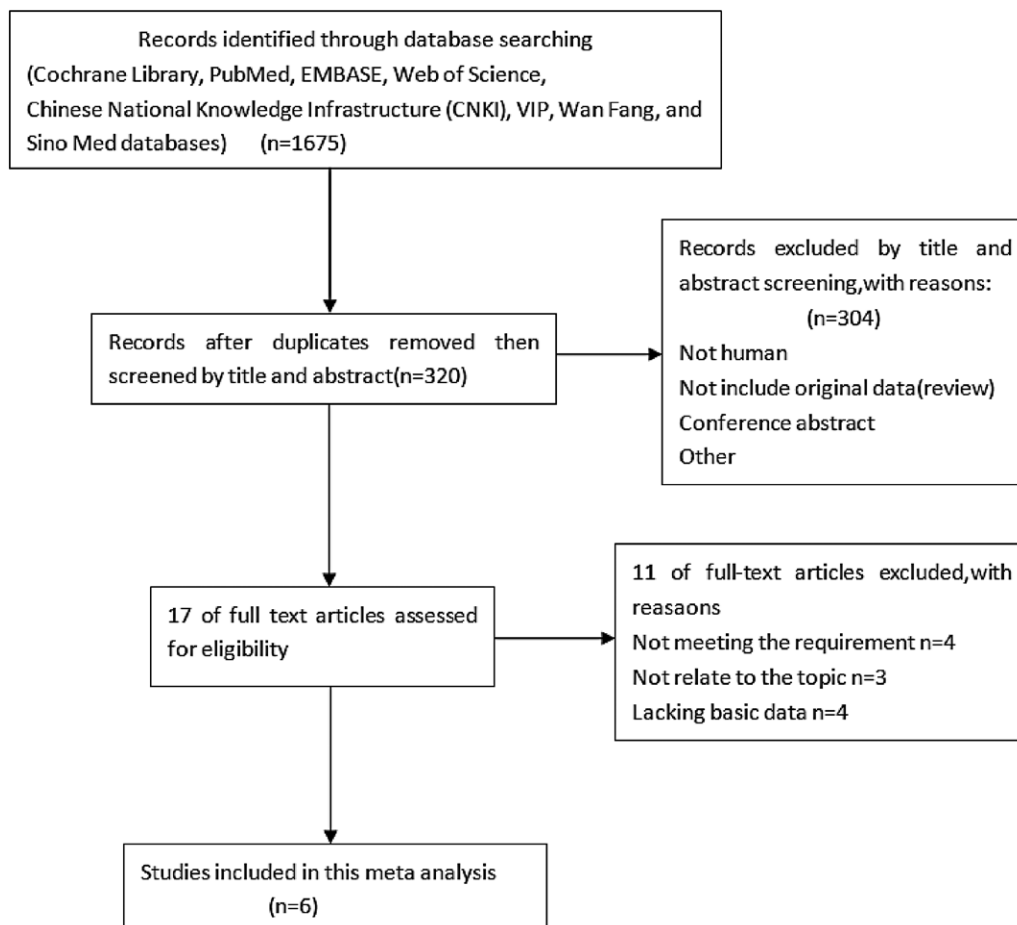 Records identified through database searching
(Cochrane Library, PubMed, EMBASE, Web of Science,
Chinese National Knowledge Infrastructure (CNKI), VIP, Wan Fang, and
Sino Med databases) (n=1675)
Records excluded by title and
abstract screening,with reasons:
(n=304)
Not human
Not include original data(review)
Conference abstract
Other
Records after duplicates removed then
screened by title and abstract(n=320)
17 of full text articles assessed
for eligibility
11 of full-text articles excluded,with
reasaons
Not meeting the requirement n=4
Not relate to the topic n=3
Lacking basic data n=4
Studies included in this meta analysis
(n=6)